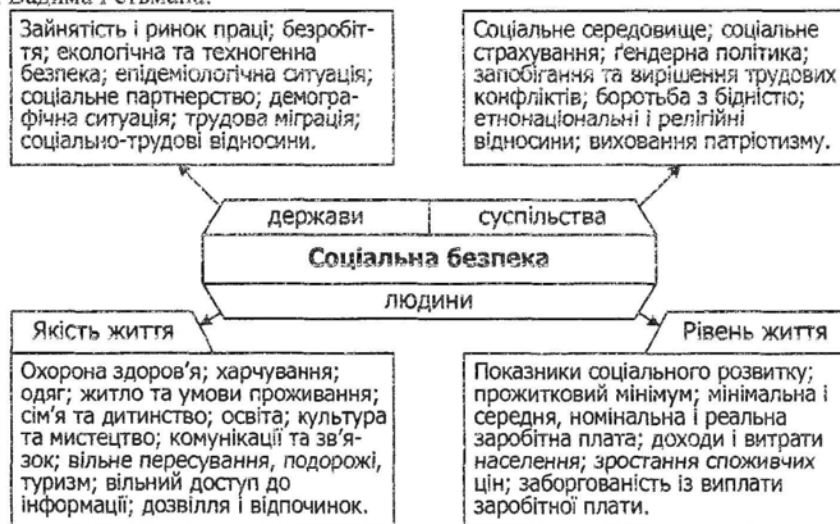 Вадима Гетьмана.
Зайнятість і ринок праці; безробіт-
тя; екологічна та техногенна
безпека; епідеміологічна ситуація;
соціальне партнерство; демогра-
фічна ситуація; трудова міграція;
соціально-трудові відносини.
Соціальне середовище; соціальне
страхування; ґендерна політика;
запобігання та вирішення трудових
конфліктів; боротьба з бідністю;
етнонаціональні і релігійні
відносини; виховання патріотизму.
держави
суспільства
Соціальна безпека
людини
Якість життя
Охорона здоров'я; харчування;
одяг; житло та умови проживання;
сім'я та дитинство; освіта; культура
та мистецтво; комунікації та зв'я-
зок; вільне пересування, подорожі,
туризм; вільний доступ до
інформації; дозвілля і відпочинок.
Рівень життя
Показники соціального розвитку;
прожитковий мінімум; мінімальна і
середня, номінальна і реальна
заробітна плата; доходи і витрати
населення; зростання споживчих
цін; заборгованість із виплати
заробітної плати.